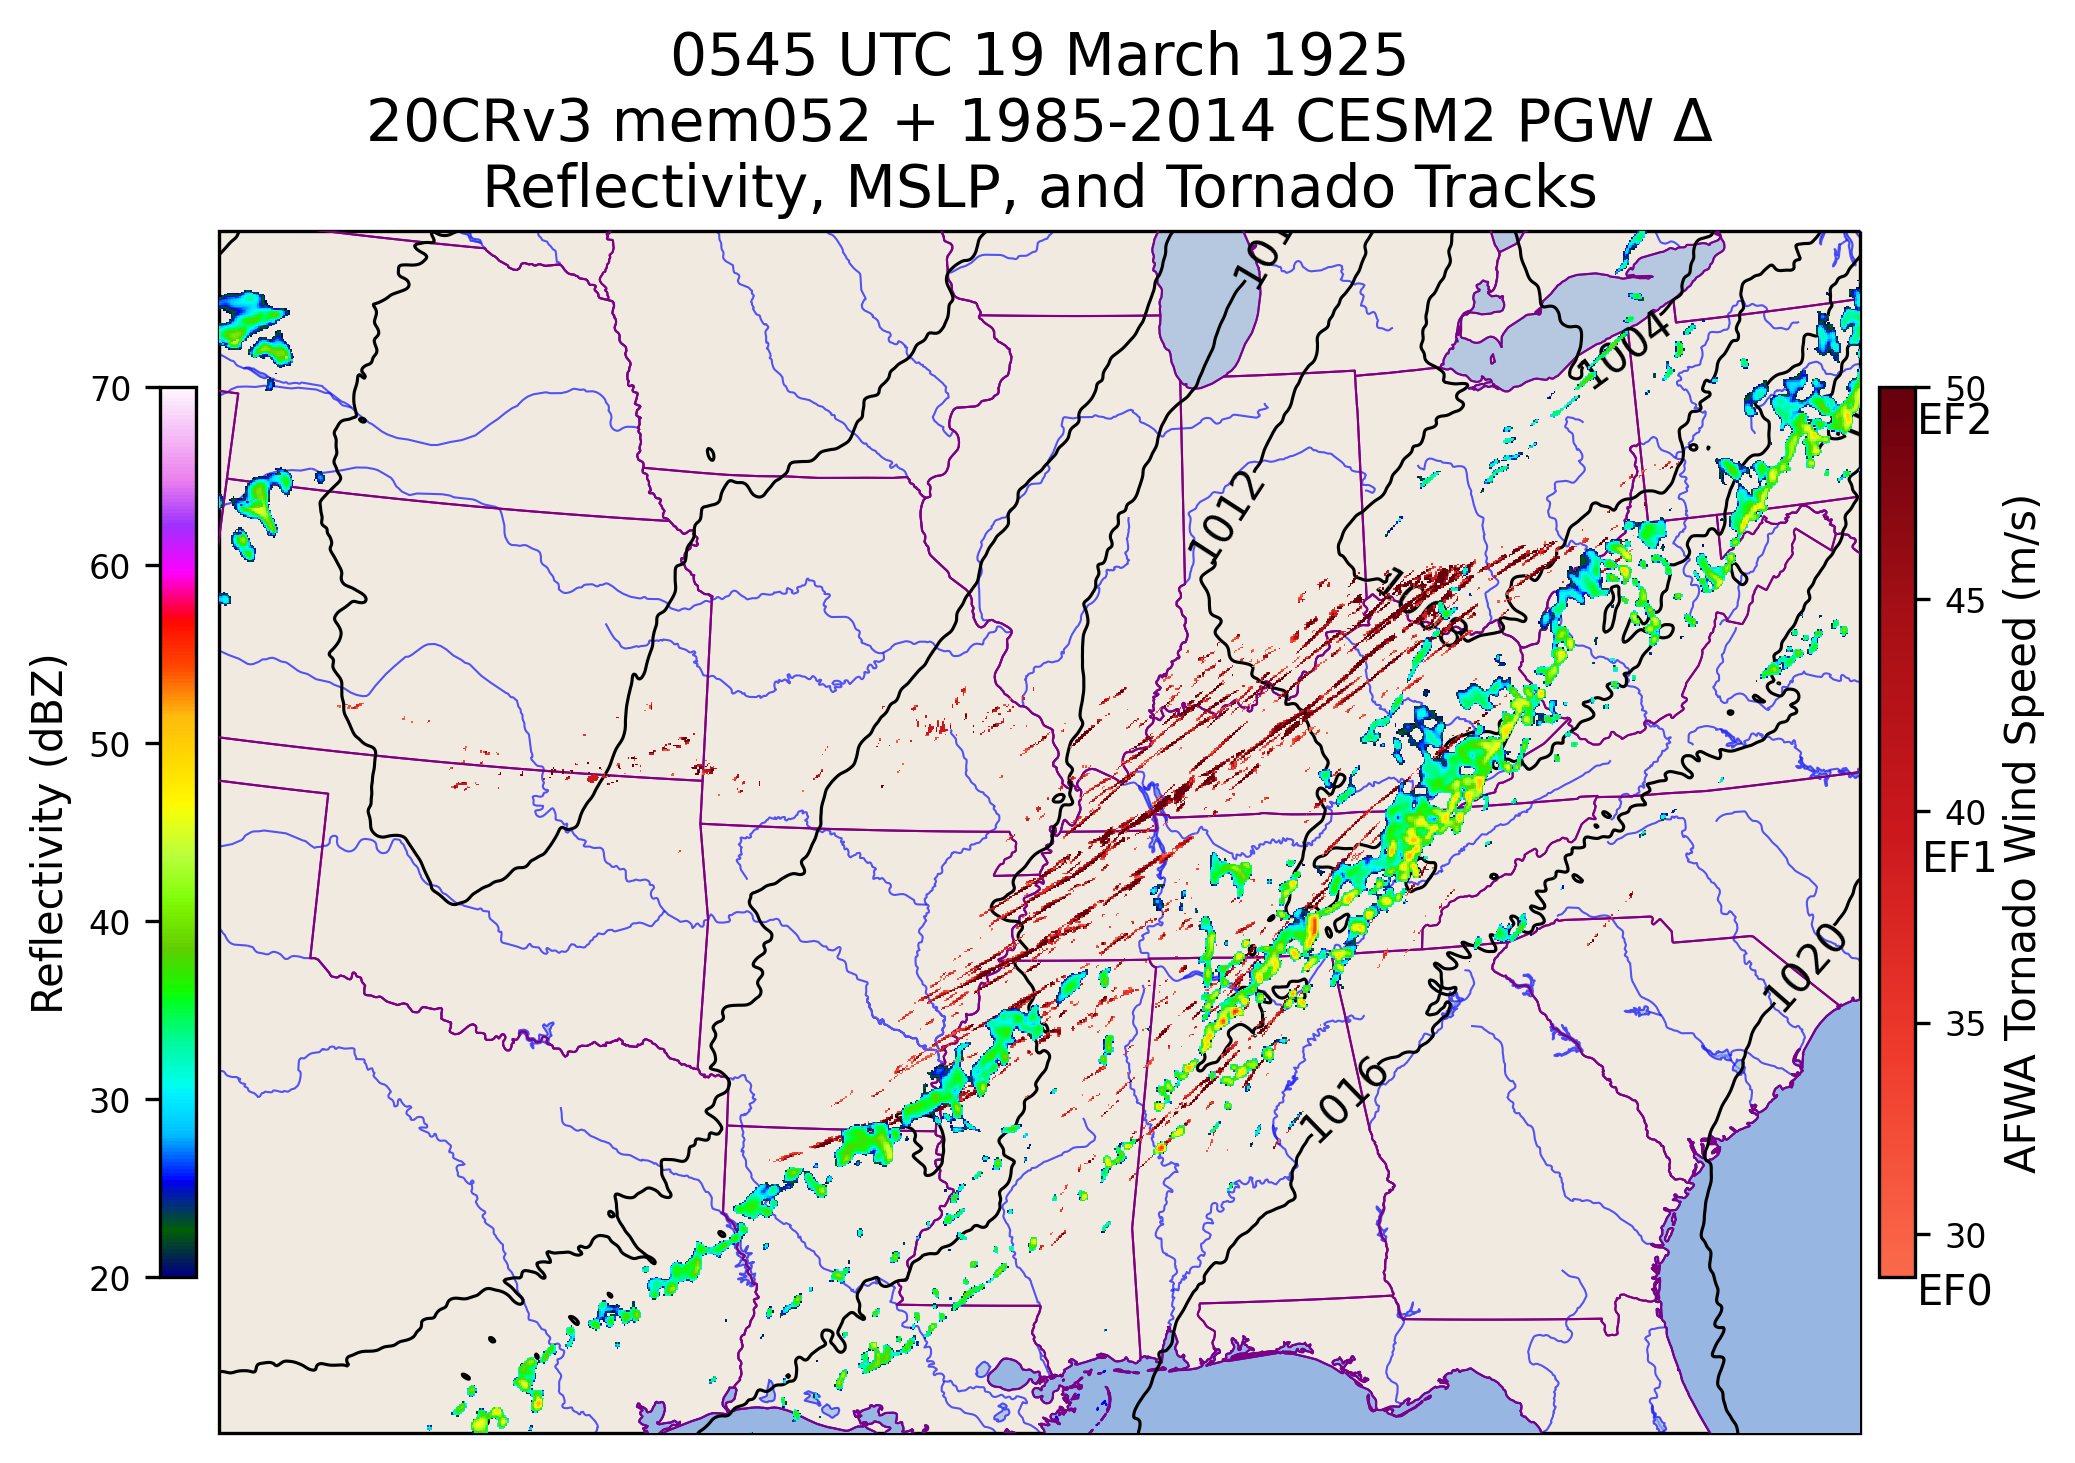 0545 UTC 19 March 1925
20CRv3 mem052 + 1985-2014 CESM2 PGW Δ
Reflectivity, MSLP, and Tornado Tracks
70
60
50
40
30
20
Reflectivity (dBZ)
1004
1012
1008
1020
1016
50
EF2
45
40
EF1
35
30
EF0
AFWA Tornado Wind Speed (m/s)